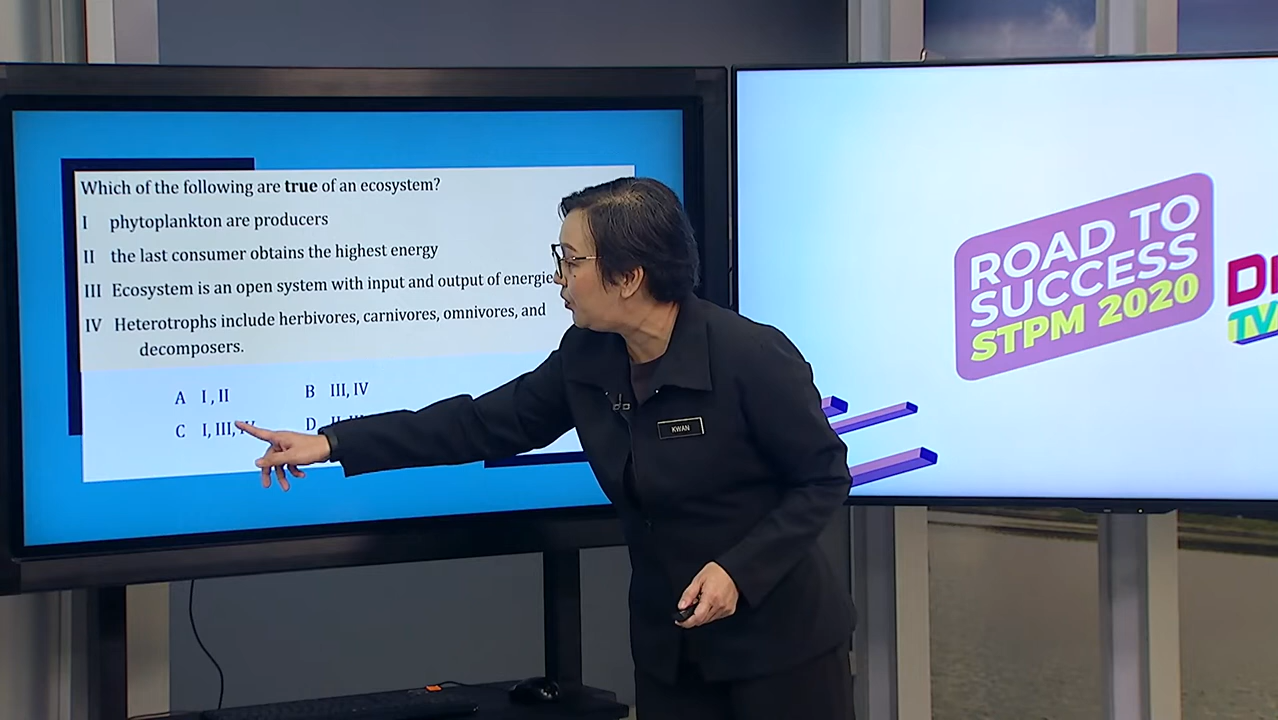 Which of the following are true of an ecosystem?
I phytoplankton are producers
II the last consumer obtains the highest energy
III Ecosystem is an open system with input and output of energie
IV Heterotrophs include herbivores, carnivores, omnivores, and
decomposers.
A I, II
B III, IV
C I, III,
D
KWAN
ROAD TO
SUCCESS
STPM 2020
TV